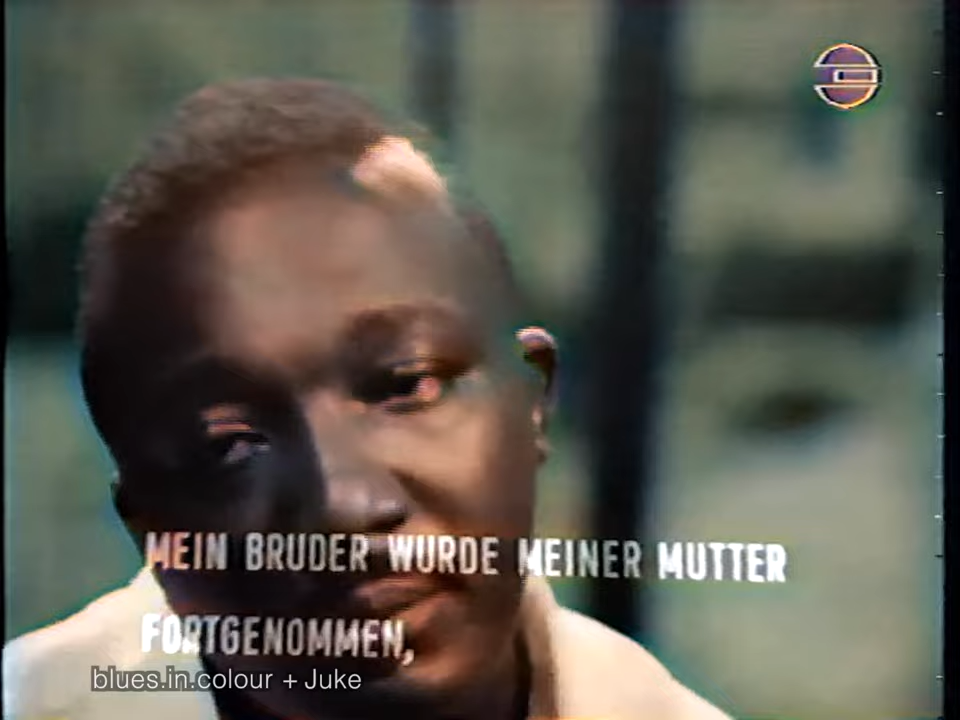 MEIN BRUDER WURDE MEINER MUTTER
FORTGENOMMEN,
blues.in.colour + Juke